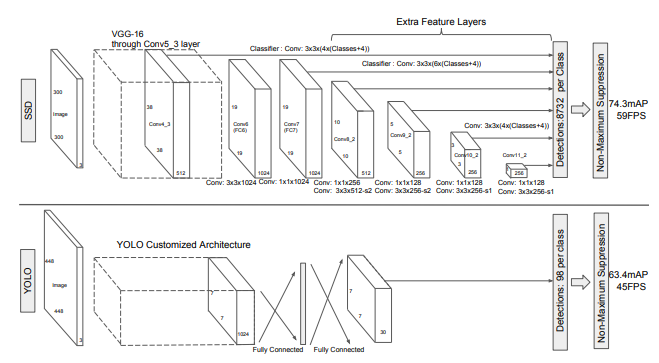 Extra Feature Layers
VGG-16
through Conv5_3 layer
Classifier : Conv: 3x3x(4x(Classes+4))
Classifier : Conv: 3x3x(6x(Classes+4))
Conv: 3x3x(4x(Classes+4))
SSD
300
Image
300
3
38
Conv4_3
38
512
19
Conv6
(FC6)
19
1024
19
Conv7
(FC7)
19
1024
10
Conv8_2
10
512
5
Conv9_2
5
256
3
Conv10_2
3
256
Conv11_2
1
256
Conv: 3x3x1024
Conv: 1x1x1024
Conv: 1x1x256
Conv: 3x3x512-s2
Conv: 1x1x128
Conv: 3x3x256-s2
Conv: 1x1x128
Conv: 3x3x256-s1
Conv: 1x1x128
Conv: 3x3x256-s1
Detections:8732 per Class
Non-Maximum Suppression
74.3mAP
59FPS
YOLO
448
Image
448
3
YOLO Customized Architecture
7
7
1024
Fully Connected
Fully Connected
7
7
30
Detections: 98 per class
Non-Maximum Suppression
63.4mAP
45FPS